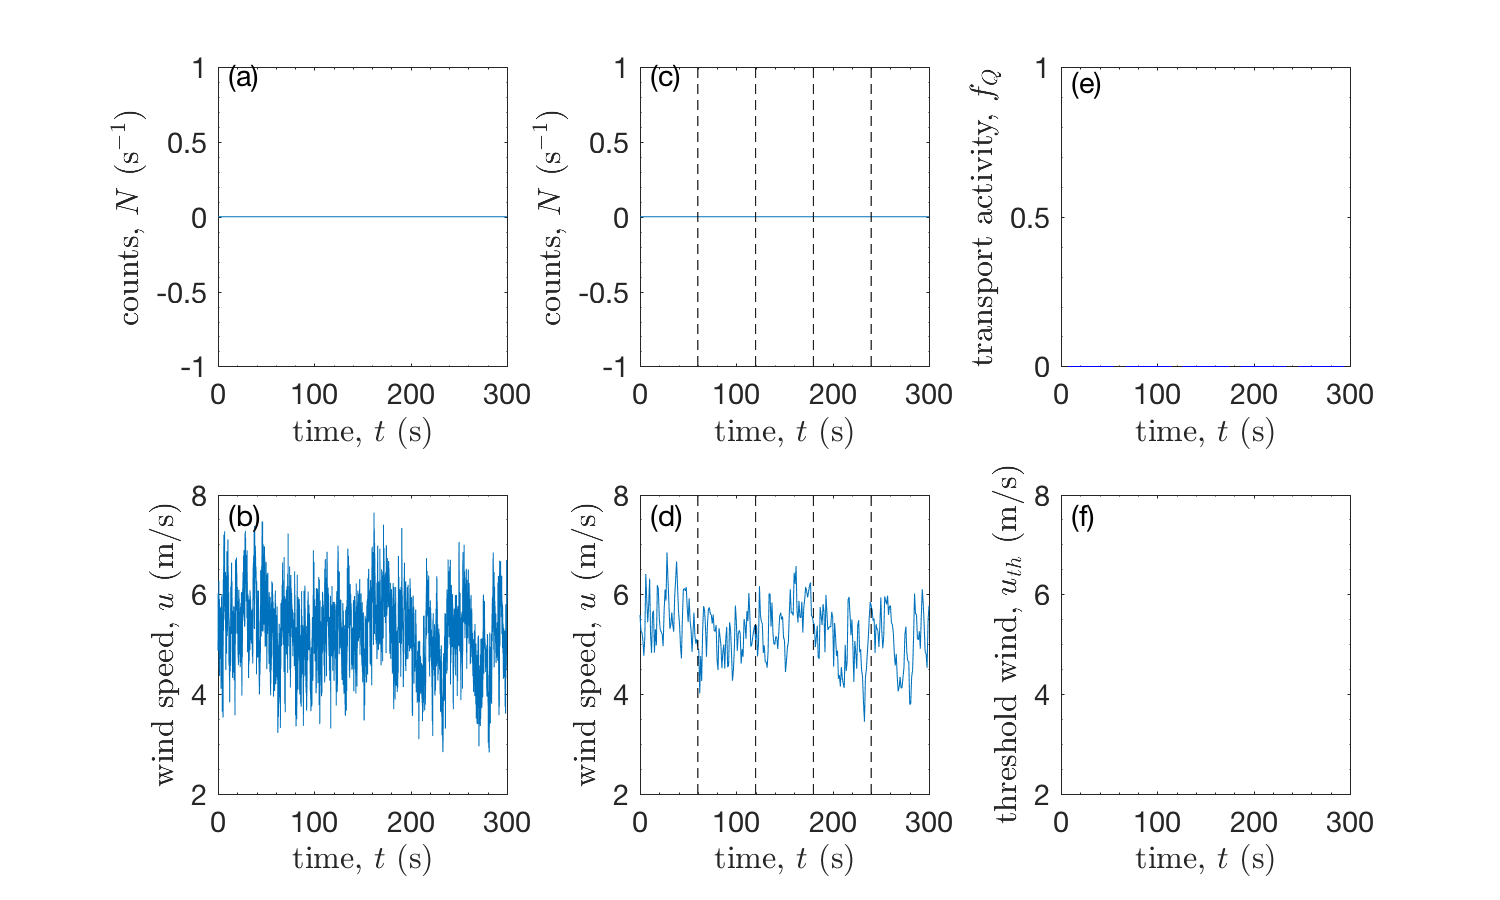 (a)
1
0.5
0
-0.5
-1
0 100 200 300
counts, N (s⁻¹)
time, t (s)
(c)
1
0.5
0
-0.5
-1
0 100 200 300
counts, N (s⁻¹)
time, t (s)
(e)
1
0.5
0
0 100 200 300
transport activity, f_Q
time, t (s)
(b)
8
6
4
2
0 100 200 300
wind speed, u (m/s)
time, t (s)
(d)
8
6
4
2
0 100 200 300
wind speed, u (m/s)
time, t (s)
(f)
8
6
4
2
0 100 200 300
threshold wind, u_th (m/s)
time, t (s)